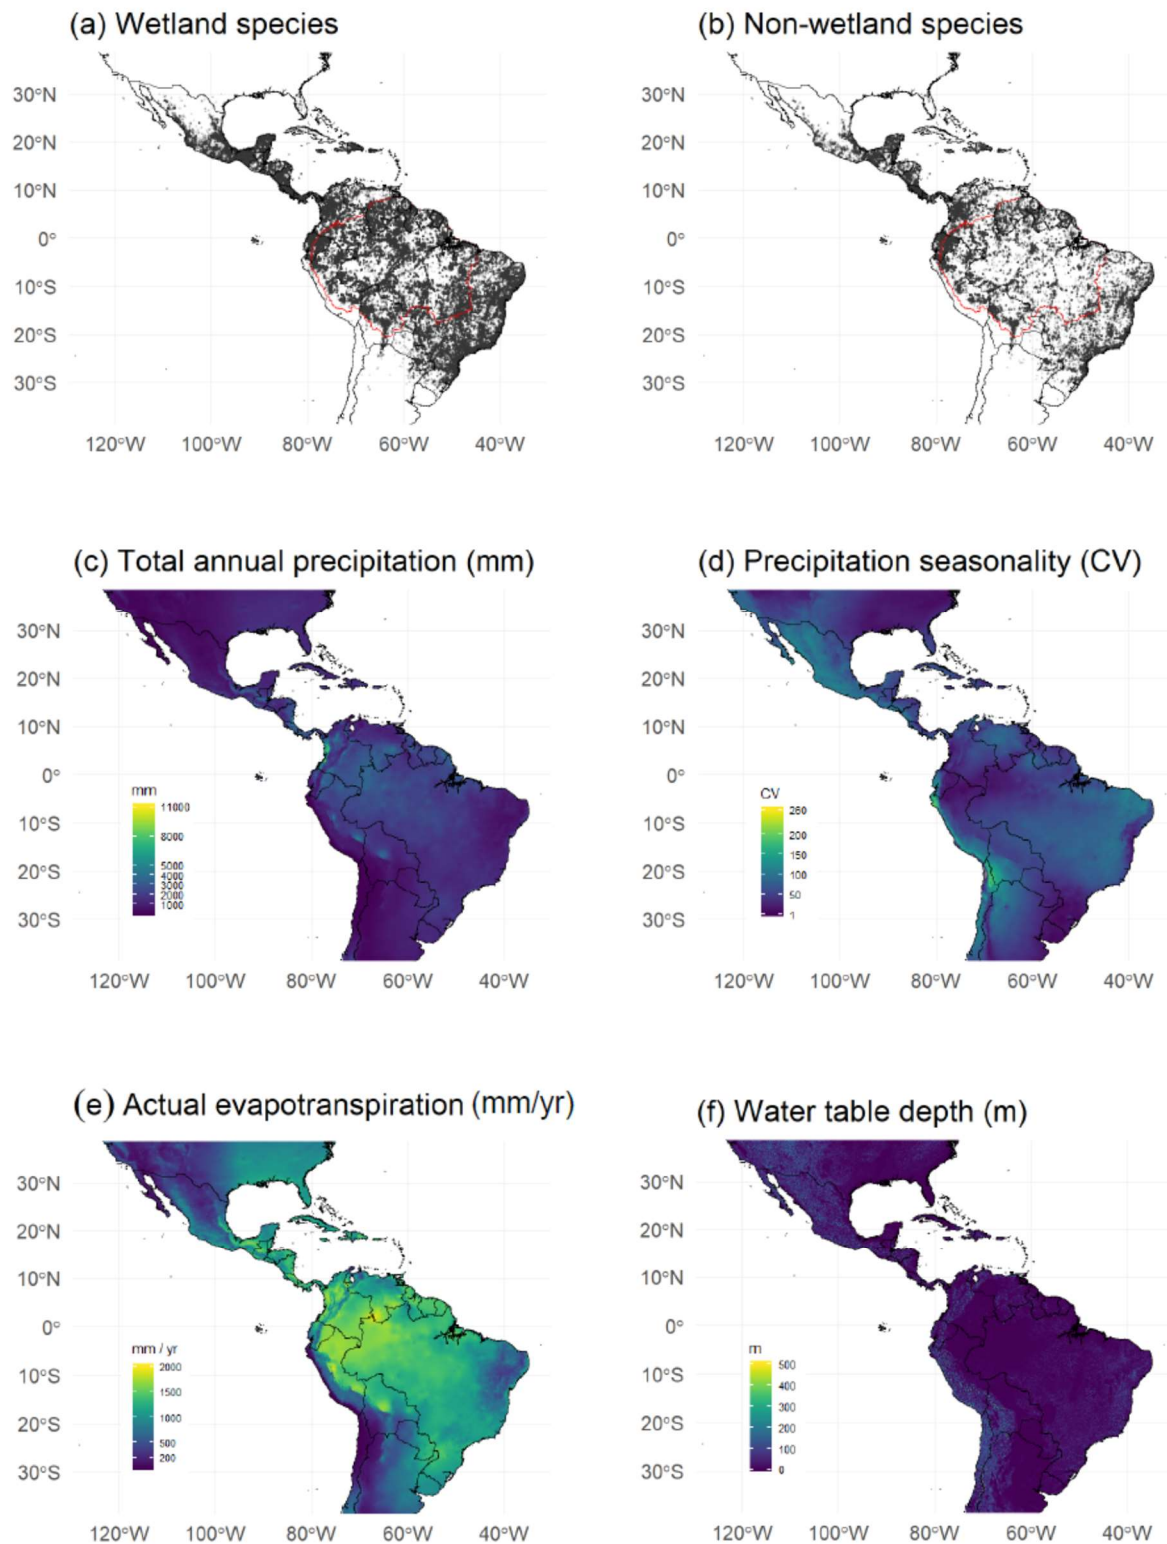 (a) Wetland species
(b) Non-wetland species
30°N
20°N
10°N
0°
10°S
20°S
30°S
120°W 100°W 80°W 60°W 40°W
30°N
20°N
10°N
0°
10°S
20°S
30°S
120°W 100°W 80°W 60°W 40°W
(c) Total annual precipitation (mm)
(d) Precipitation seasonality (CV)
30°N
20°N
10°N
0°
10°S
20°S
30°S
mm
11000
8000
5000
4000
3000
2000
1000
120°W 100°W 80°W 60°W 40°W
30°N
20°N
10°N
0°
10°S
20°S
30°S
CV
260
200
150
100
50
1
120°W 100°W 80°W 60°W 40°W
(e) Actual evapotranspiration (mm/yr)
(f) Water table depth (m)
30°N
20°N
10°N
0°
10°S
20°S
30°S
mm / yr
2000
1500
1000
500
200
120°W 100°W 80°W 60°W 40°W
30°N
20°N
10°N
0°
10°S
20°S
30°S
m
500
400
300
200
100
0
120°W 100°W 80°W 60°W 40°W